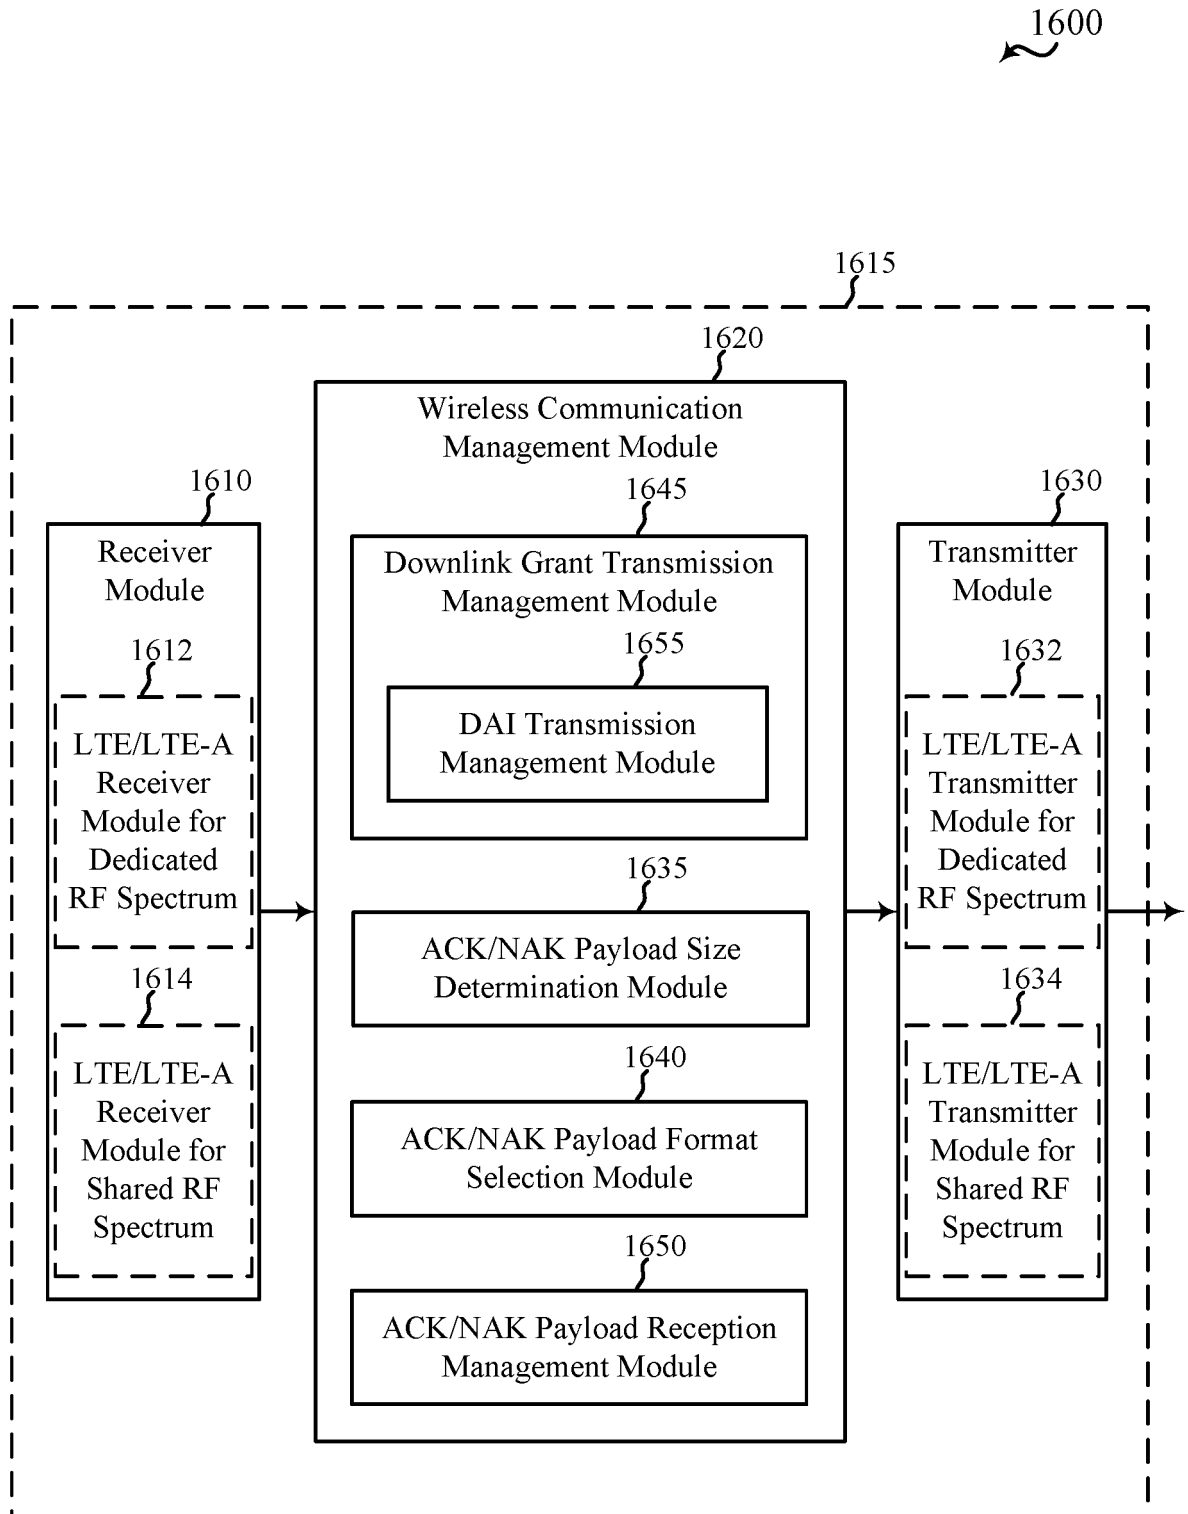 1600
1615
1620
Wireless Communication
Management Module
1610
Receiver
Module
1612
LTE/LTE-A
Receiver
Module for
Dedicated
RF Spectrum
1614
LTE/LTE-A
Receiver
Module for
Shared RF
Spectrum
1645
Downlink Grant Transmission
Management Module
1655
DAI Transmission
Management Module
1635
ACK/NAK Payload Size
Determination Module
1640
ACK/NAK Payload Format
Selection Module
1650
ACK/NAK Payload Reception
Management Module
1630
Transmitter
Module
1632
LTE/LTE-A
Transmitter
Module for
Dedicated
RF Spectrum
1634
LTE/LTE-A
Transmitter
Module for
Shared RF
Spectrum